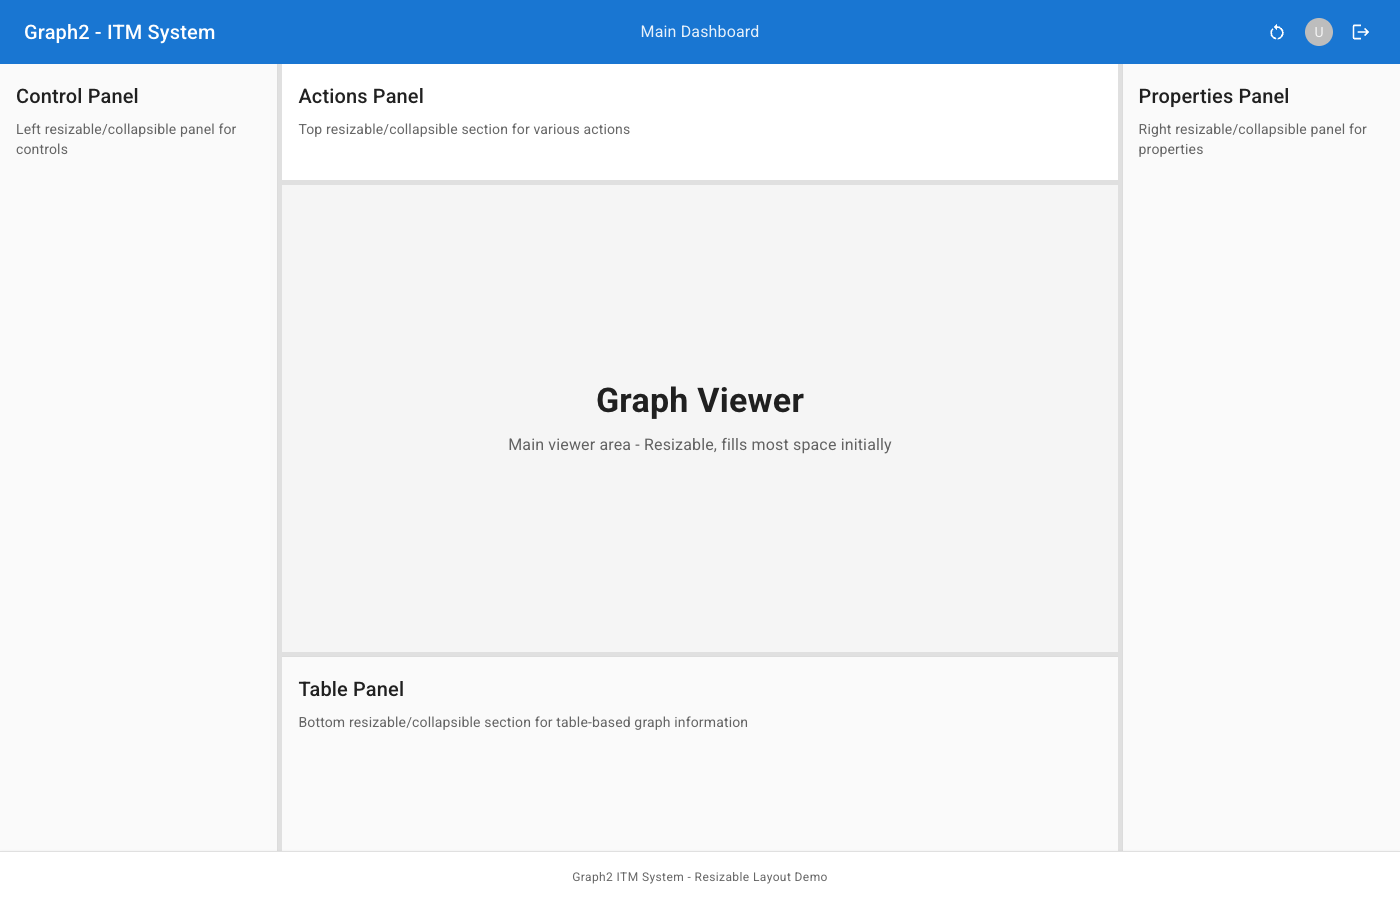 Graph2 - ITM System
Main Dashboard
U
Control Panel
Left resizable/collapsible panel for
controls
Actions Panel
Top resizable/collapsible section for various actions
Graph Viewer
Main viewer area - Resizable, fills most space initially
Table Panel
Bottom resizable/collapsible section for table-based graph information
Properties Panel
Right resizable/collapsible panel for
properties
Graph2 ITM System - Resizable Layout Demo